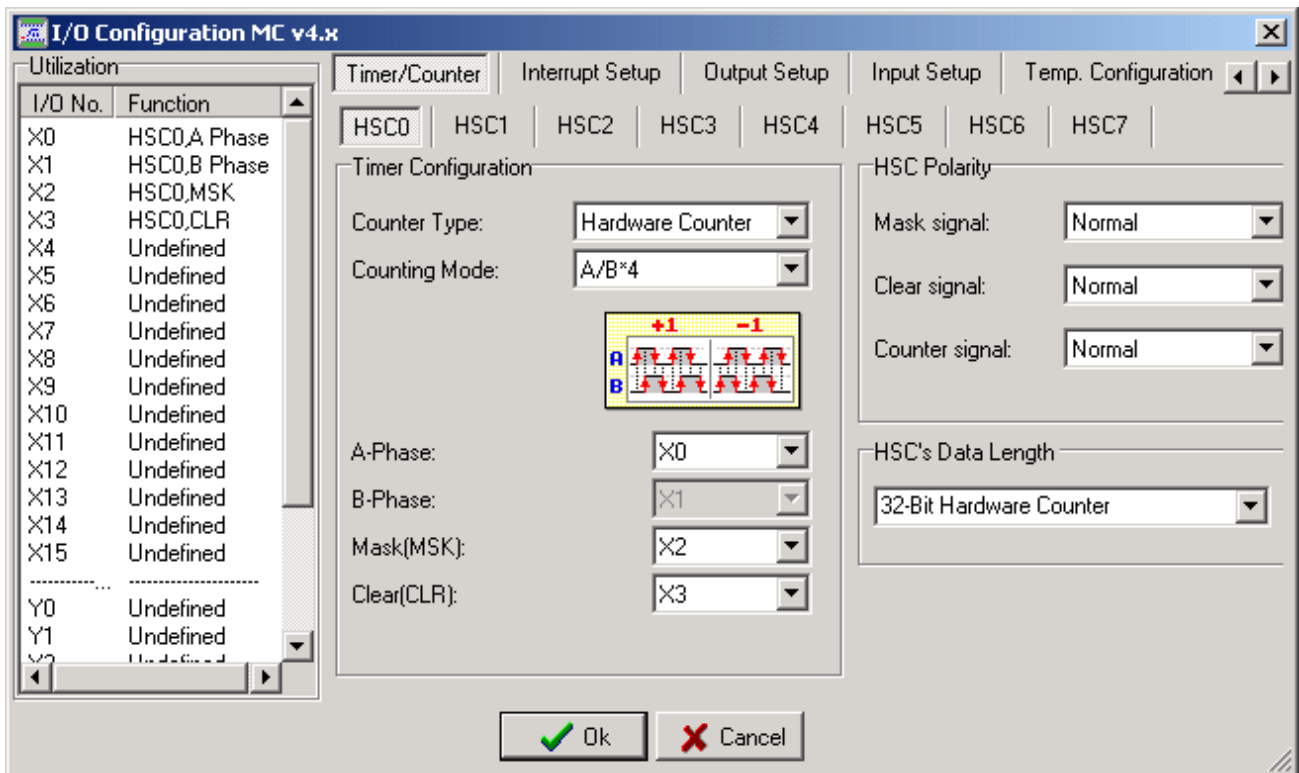 I/O Configuration MC v4.x
Utilization
I/O No. Function
X0 HSC0,A Phase
X1 HSC0,B Phase
X2 HSC0,MSK
X3 HSC0,CLR
X4 Undefined
X5 Undefined
X6 Undefined
X7 Undefined
X8 Undefined
X9 Undefined
X10 Undefined
X11 Undefined
X12 Undefined
X13 Undefined
X14 Undefined
X15 Undefined
-----------... ----------------------
Y0 Undefined
Y1 Undefined
Timer/Counter Interrupt Setup Output Setup Input Setup Temp. Configuration
HSC0 HSC1 HSC2 HSC3 HSC4 HSC5 HSC6 HSC7
Timer Configuration
Counter Type: Hardware Counter
Counting Mode: A/B*4
+1 -1
A
B
A-Phase: X0
B-Phase: X1
Mask(MSK): X2
Clear(CLR): X3
HSC Polarity
Mask signal: Normal
Clear signal: Normal
Counter signal: Normal
HSC's Data Length
32-Bit Hardware Counter
Ok Cancel